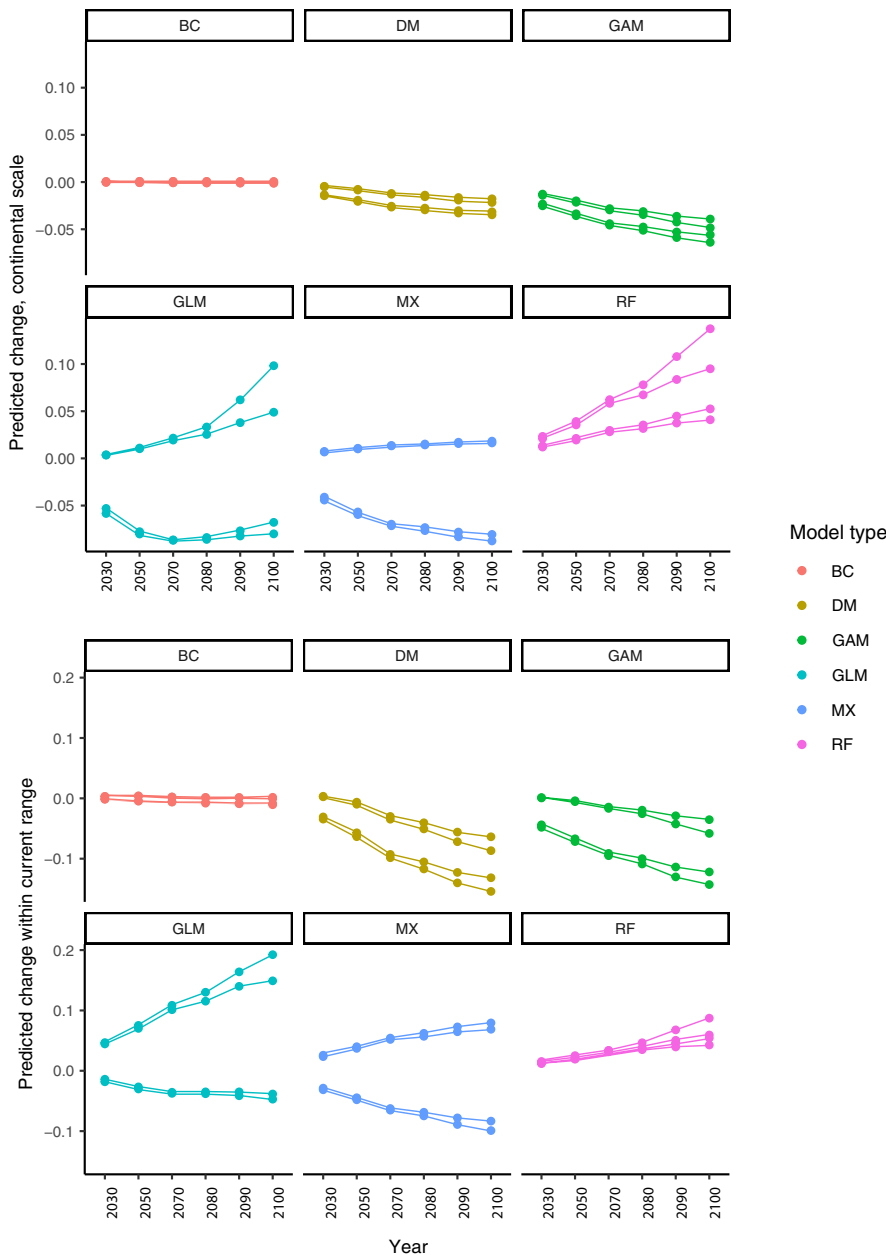 BC DM GAM
Predicted change, continental scale
0.10
0.05
0.00
−0.05
GLM MX RF
0.10
0.05
0.00
−0.05
2030 2050 2070 2080 2090 2100 2030 2050 2070 2080 2090 2100 2030 2050 2070 2080 2090 2100
Model type
BC
DM
GAM
GLM
MX
RF
BC DM GAM
Predicted change within current range
0.2
0.1
0.0
−0.1
GLM MX RF
0.2
0.1
0.0
−0.1
2030 2050 2070 2080 2090 2100 2030 2050 2070 2080 2090 2100 2030 2050 2070 2080 2090 2100
Year